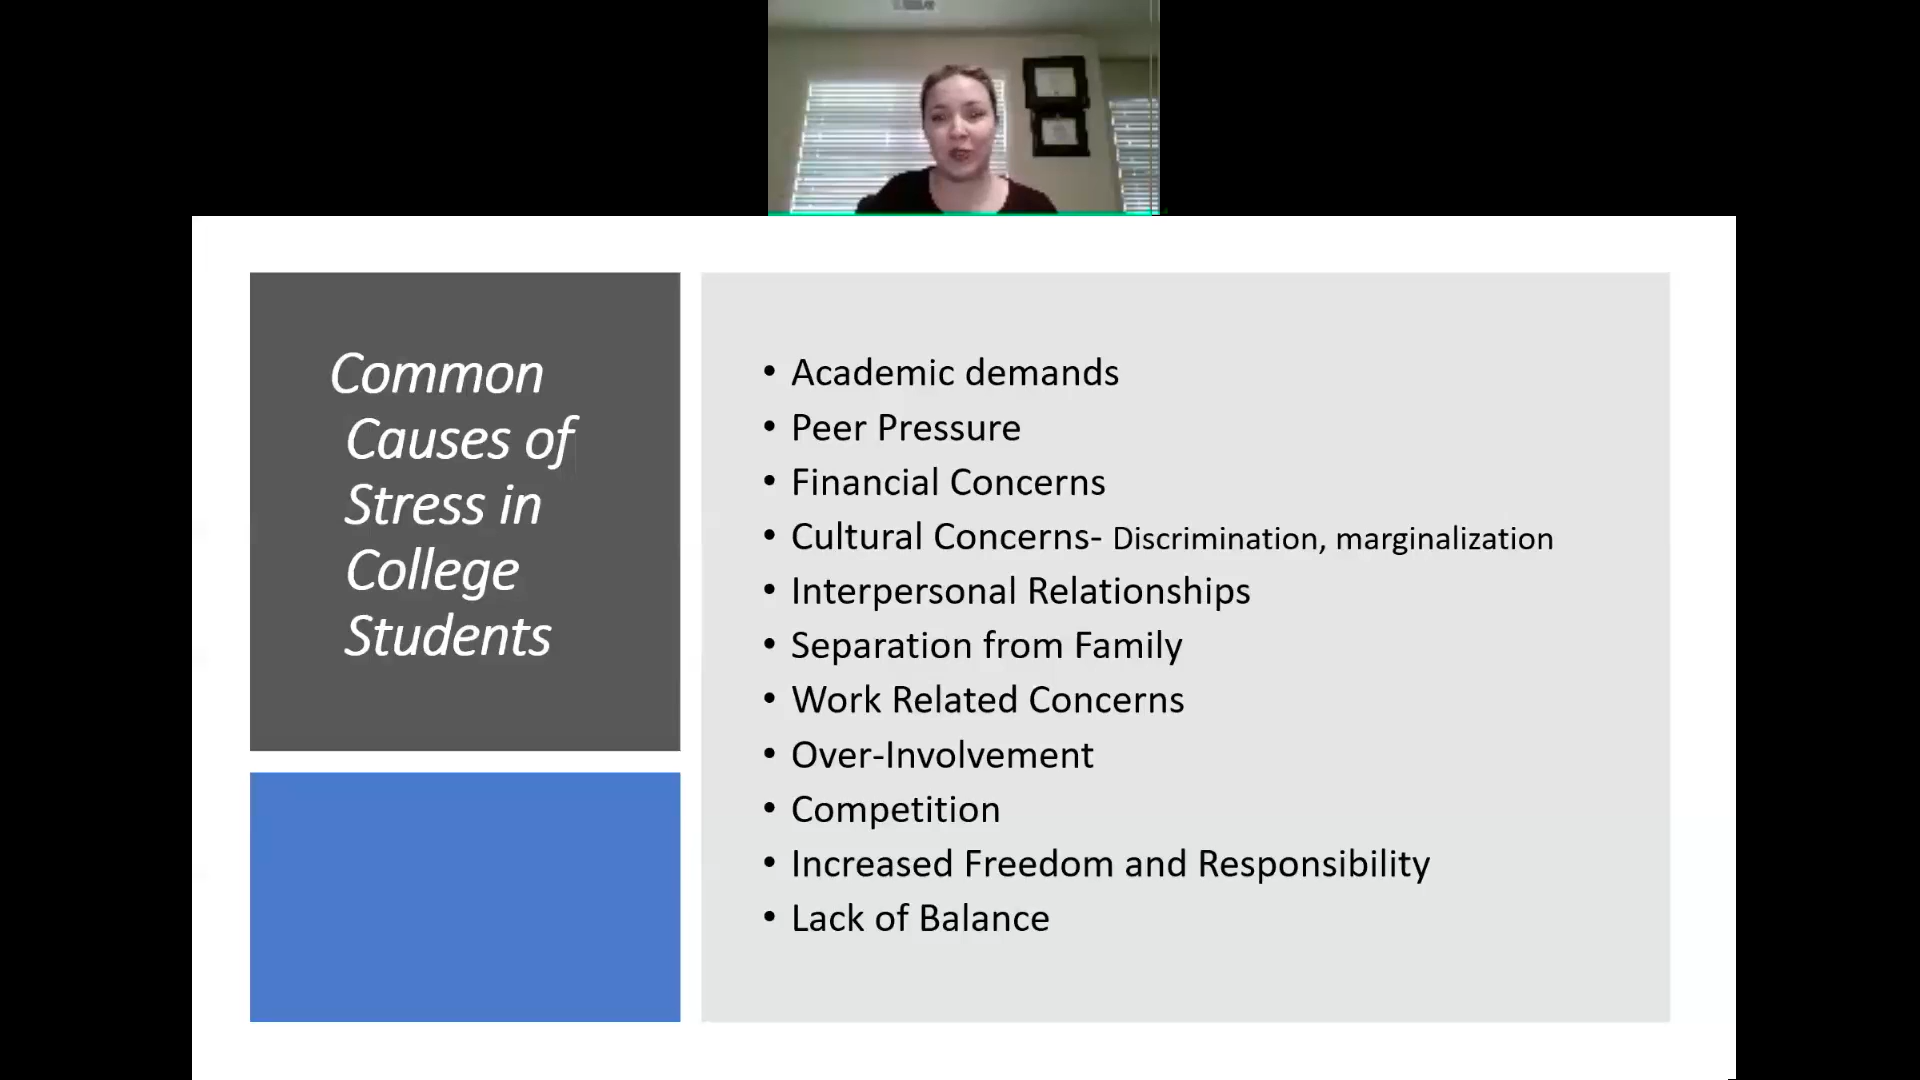 Common
Causes of
Stress in
College
Students
• Academic demands
• Peer Pressure
• Financial Concerns
• Cultural Concerns- Discrimination, marginalization
• Interpersonal Relationships
• Separation from Family
• Work Related Concerns
• Over-Involvement
• Competition
• Increased Freedom and Responsibility
• Lack of Balance